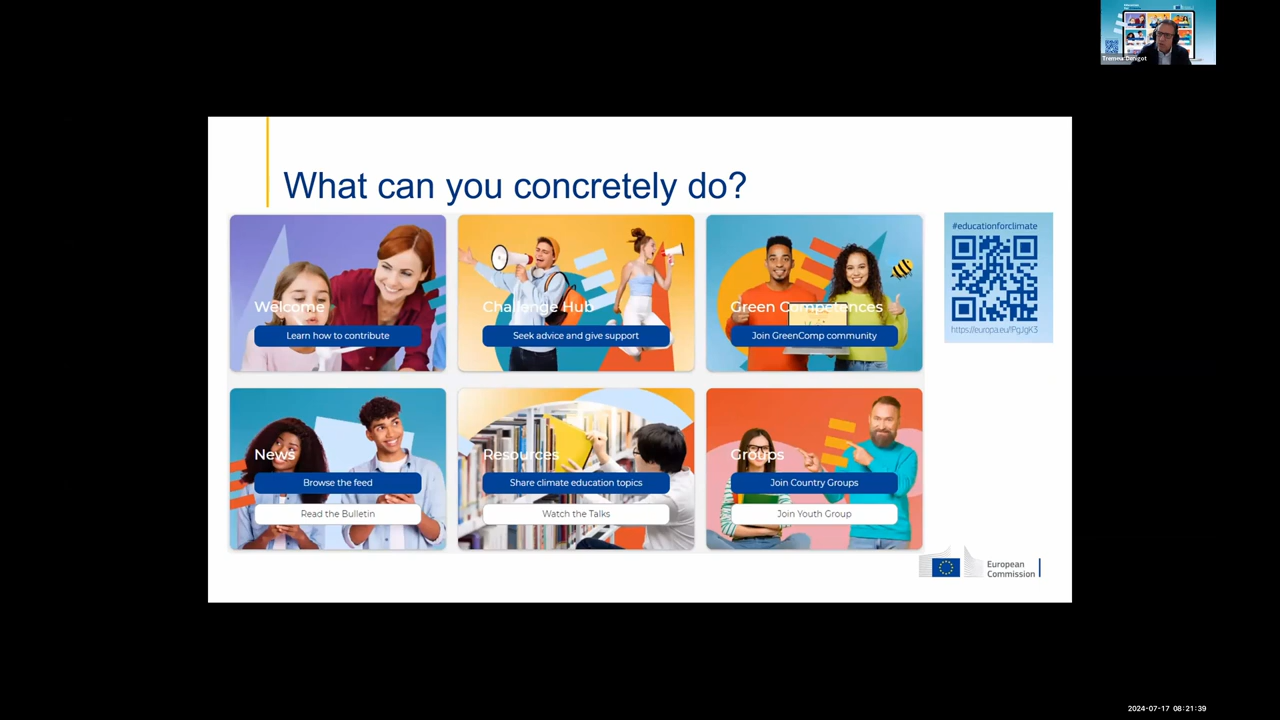 What can you concretely do?
Welcome
Learn how to contribute
Challenge Hub
Seek advice and give support
Green Competences
Join GreenComp community
#educationforclimate
https://europa.eu/!PgJgK3
News
Browse the feed
Read the Bulletin
Resources
Share climate education topics
Watch the Talks
Groups
Join Country Groups
Join Youth Group
European
Commission
2024-07-17 08:21:39